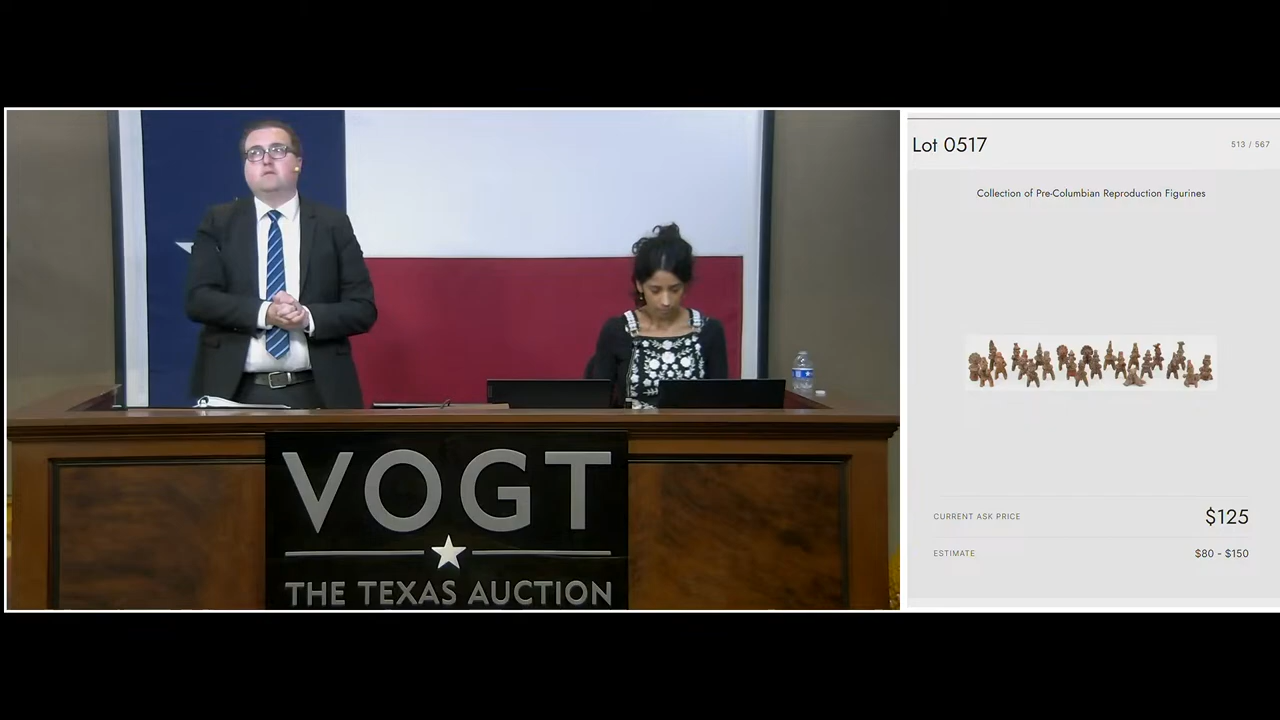 Lot 0517
513 / 567
Collection of Pre-Columbian Reproduction Figurines
CURRENT ASK PRICE
$125
ESTIMATE
$80 - $150
VOGT
THE TEXAS AUCTION